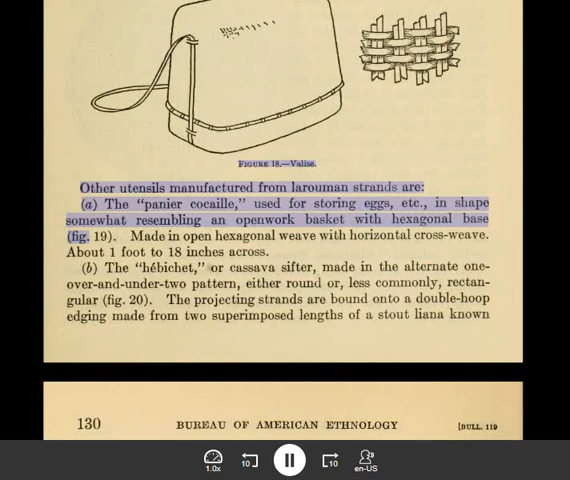 FIGURE 18.—Valise.
Other utensils manufactured from larouman strands are:
(a) The “panier cocaille,” used for storing eggs, etc., in shape
somewhat resembling an openwork basket with hexagonal base
(fig. 19). Made in open hexagonal weave with horizontal cross-weave.
About 1 foot to 18 inches across.
(b) The “hébichet,” or cassava sifter, made in the alternate one-
over-and-under-two pattern, either round or, less commonly, rectan-
gular (fig. 20). The projecting strands are bound onto a double-hoop
edging made from two superimposed lengths of a stout liana known
130 BUREAU OF AMERICAN ETHNOLOGY [BULL. 119
1.0x 10 10 en-US